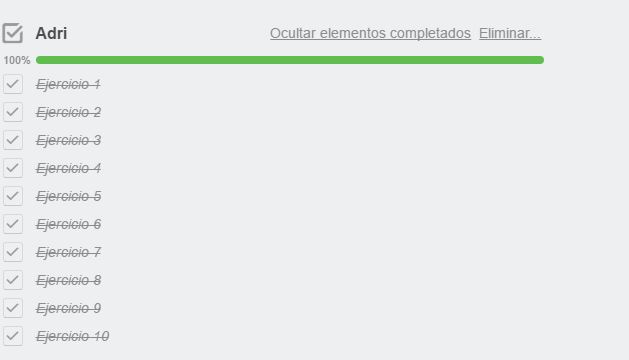 Adri Ocultar elementos completados Eliminar...
100%
Ejercicio 1
Ejercicio 2
Ejercicio 3
Ejercicio 4
Ejercicio 5
Ejercicio 6
Ejercicio 7
Ejercicio 8
Ejercicio 9
Ejercicio 10